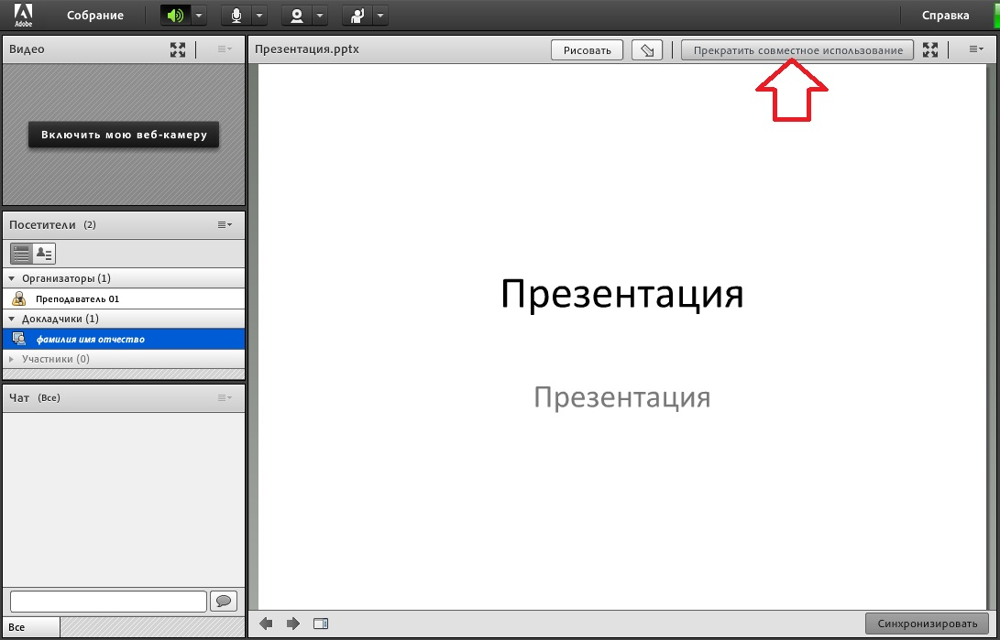 Adobe
Собрание
Справка
Видео
Включить мою веб-камеру
Посетители (2)
Организаторы (1)
Преподаватель 01
Докладчики (1)
фамилия имя отчество
Участники (0)
Чат (Все)
Все
Презентация.pptx
Рисовать
Прекратить совместное использование
Презентация
Презентация
Синхронизировать